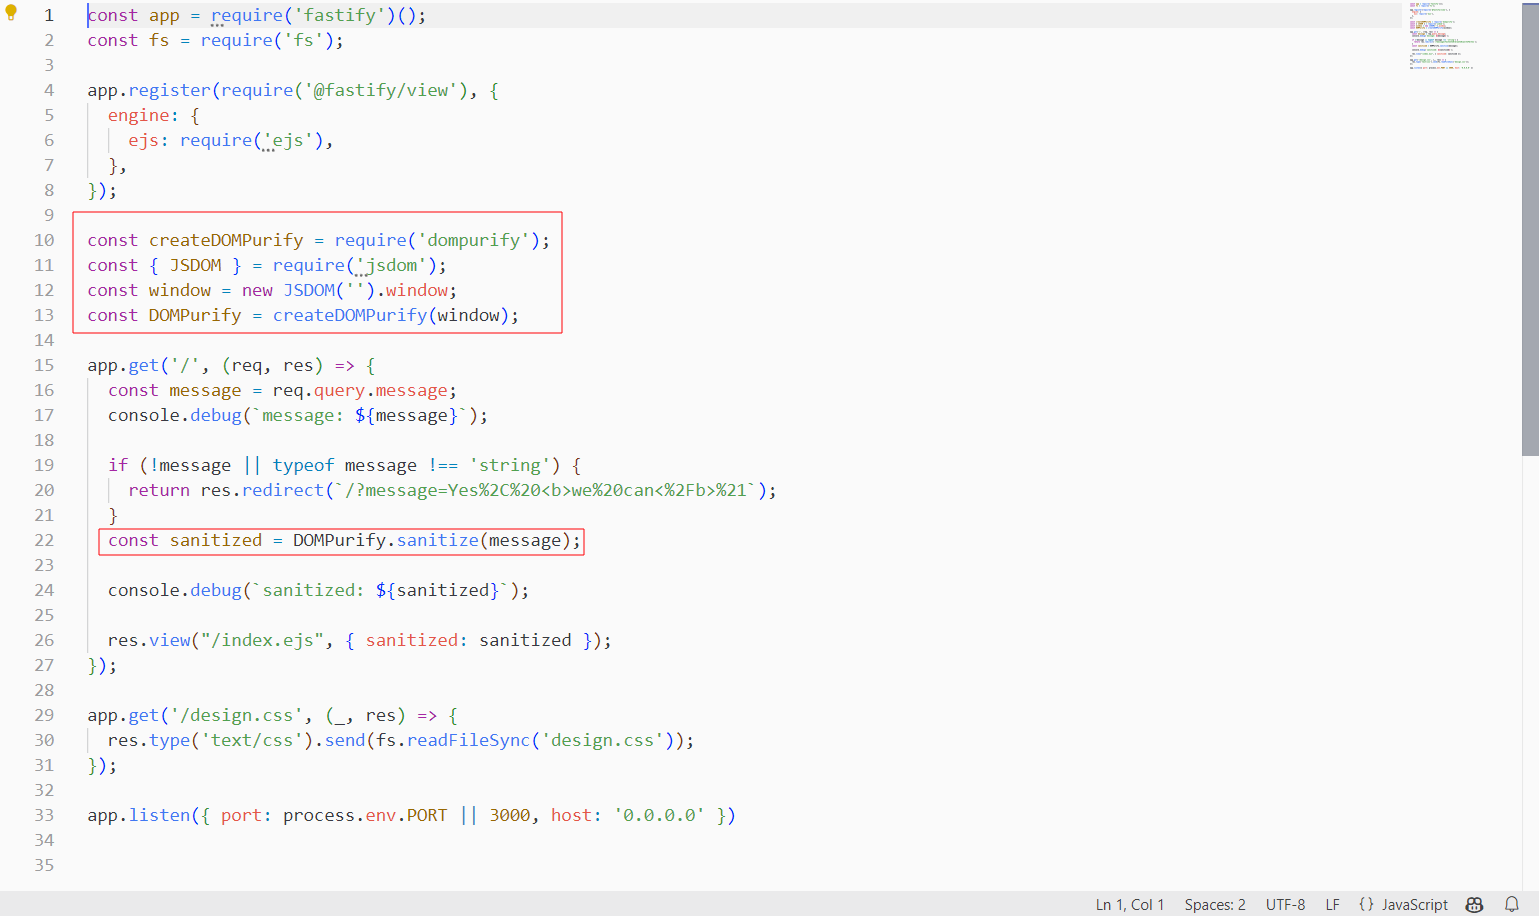 1 const app = require('fastify')();
2 const fs = require('fs');
3
4 app.register(require('@fastify/view'), {
5   engine: {
6     ejs: require('ejs'),
7   },
8 });
9
10 const createDOMPurify = require('dompurify');
11 const { JSDOM } = require('jsdom');
12 const window = new JSDOM('').window;
13 const DOMPurify = createDOMPurify(window);
14
15 app.get('/', (req, res) => {
16   const message = req.query.message;
17   console.debug(`message: ${message}`);
18
19   if (!message || typeof message !== 'string') {
20     return res.redirect(`/?message=Yes%2C%20<b>we%20can<%2Fb>%21`);
21   }
22   const sanitized = DOMPurify.sanitize(message);
23
24   console.debug(`sanitized: ${sanitized}`);
25
26   res.view("/index.ejs", { sanitized: sanitized });
27 });
28
29 app.get('/design.css', (_, res) => {
30   res.type('text/css').send(fs.readFileSync('design.css'));
31 });
32
33 app.listen({ port: process.env.PORT || 3000, host: '0.0.0.0' })
34
35
Ln 1, Col 1 Spaces: 2 UTF-8 LF {} JavaScript